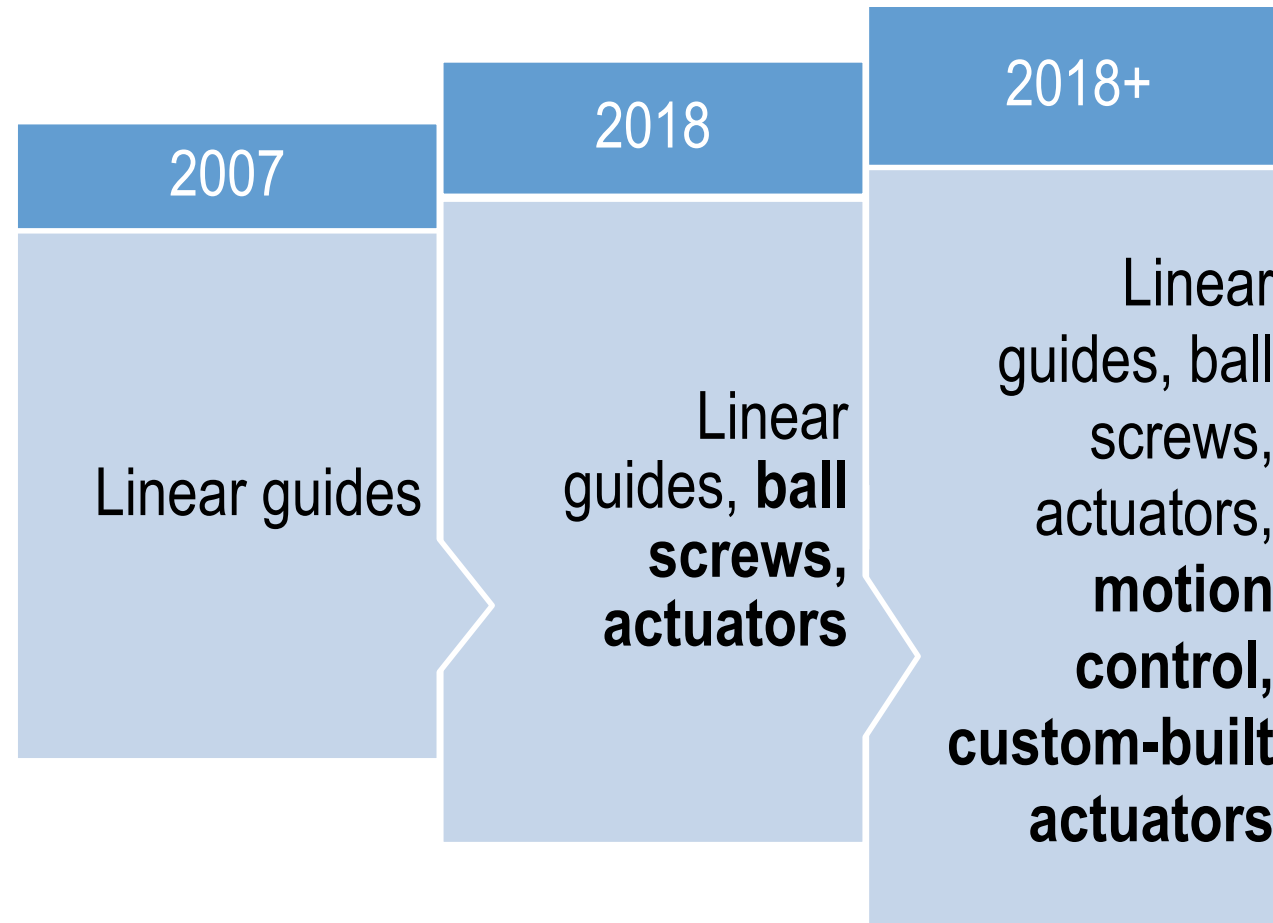 2007
Linear guides
2018
Linear
guides, ball
screws,
actuators
2018+
Linear
guides, ball
screws,
actuators,
motion
control,
custom-built
actuators